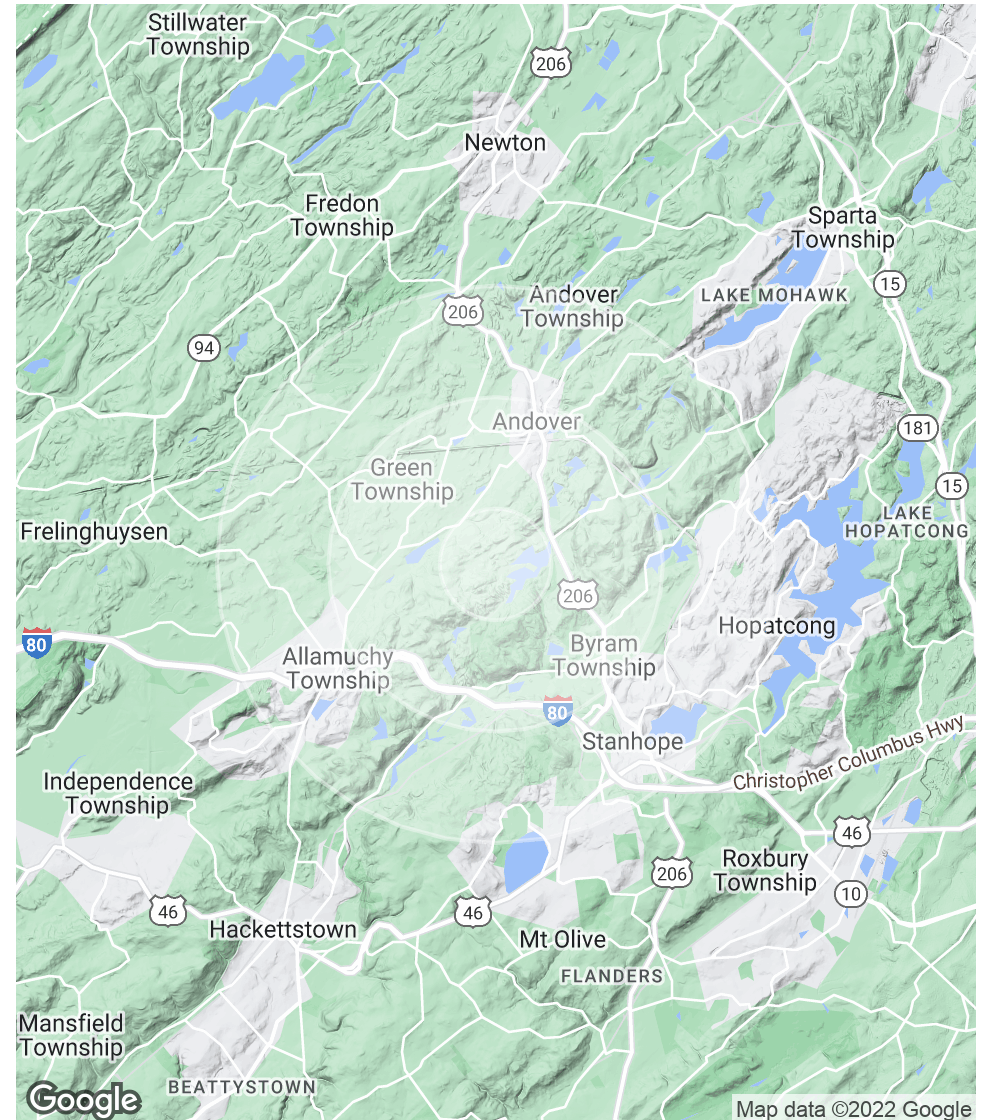 Stillwater
Township
206
Newton
Fredon
Township
Sparta
Township
15
LAKE MOHAWK
Andover
Township
206
94
Andover
181
Green
Township
15
LAKE
HOPATCONG
Frelinghuysen
206
Hopatcong
80
Byram
Township
Allamuchy
Township
80
Stanhope
Christopher Columbus Hwy
Independence
Township
46
Roxbury
Township
206
10
46
46
Hackettstown
Mt Olive
FLANDERS
Mansfield
Township
BEATTYSTOWN
Google
Map data ©2022 Google